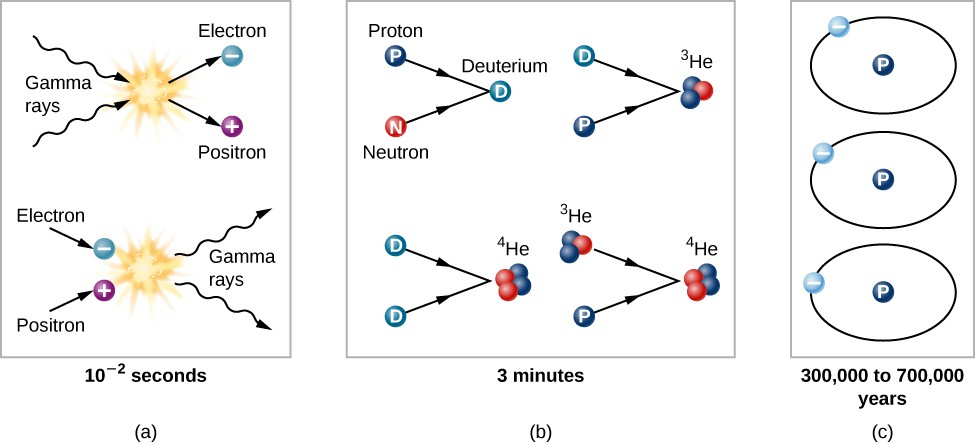 Electron
−
Gamma
rays
+
Positron
Electron
−
Gamma
rays
+
Positron
10⁻² seconds
(a)
Proton
P
Deuterium
D
N
Neutron
D
³He
P
D
⁴He
D
³He
⁴He
P
3 minutes
(b)
−
P
−
P
−
P
300,000 to 700,000
years
(c)